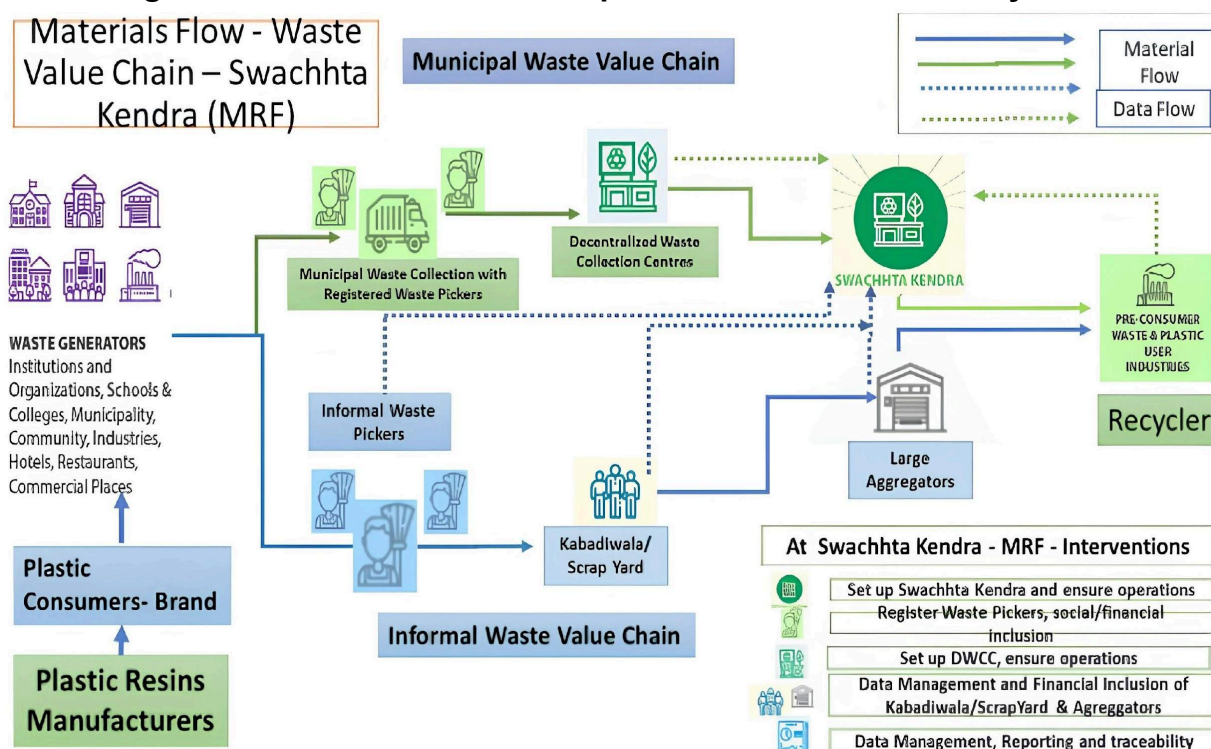 Materials Flow - Waste
Value Chain – Swachhta
Kendra (MRF)
Municipal Waste Value Chain
Material
Flow
Data Flow
Municipal Waste Collection with
Registered Waste Pickers
Decentralized Waste
Collection Centres
SWACHHTA KENDRA
PRE-CONSUMER
WASTE & PLASTIC
USER
INDUSTRIES
Recycler
WASTE GENERATORS
Institutions and
Organizations, Schools &
Colleges, Municipality,
Community, Industries,
Hotels, Restaurants,
Commercial Places
Informal Waste
Pickers
Large
Aggregators
Kabadiwala/
Scrap Yard
Plastic
Consumers- Brand
Informal Waste Value Chain
Plastic Resins
Manufacturers
At Swachhta Kendra - MRF - Interventions
Set up Swachhta Kendra and ensure operations
Register Waste Pickers, social/financial
inclusion
Set up DWCC, ensure operations
Data Management and Financial Inclusion of
Kabadiwala/ScrapYard & Agreggators
Data Management, Reporting and traceability